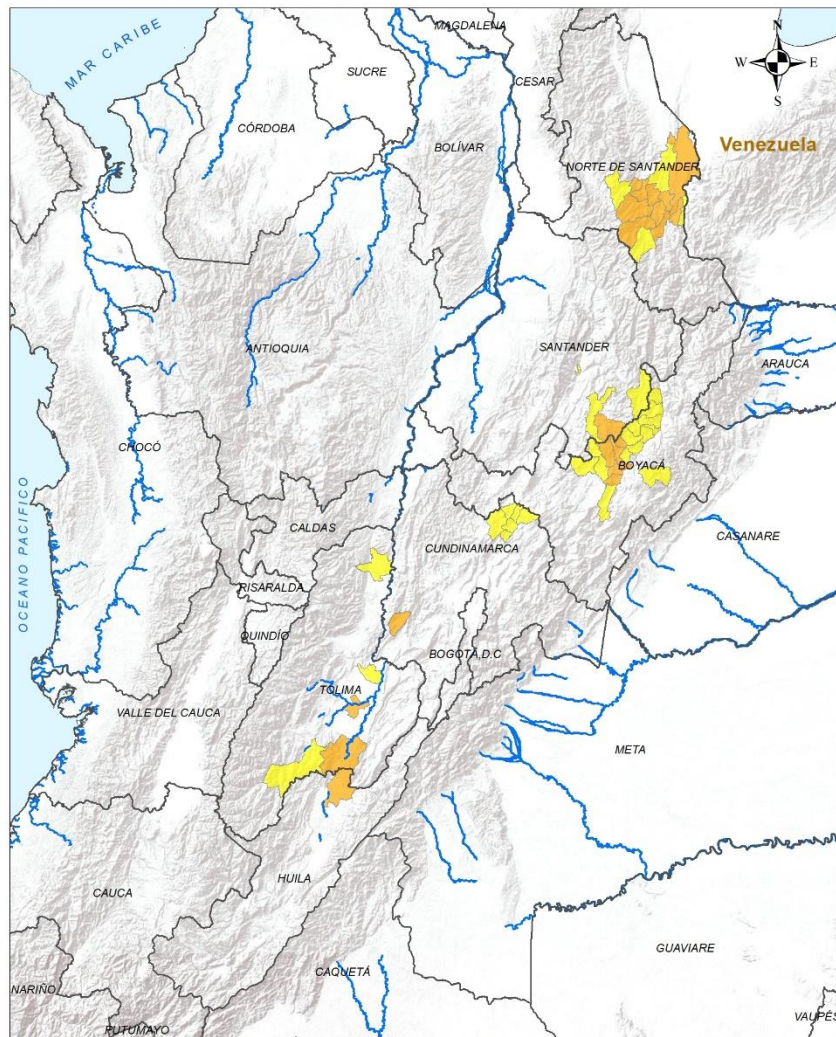 MAGDALENA
N
MAR CARIBE
W
E
SUCRE
CESAR
S
CÓRDOBA
Venezuela
BOLÍVAR
NORTE DE SANTANDER
SANTANDER
ANTIOQUIA
ARAUCA
CHOCÓ
BOYACÁ
OCEANO PACIFICO
CALDAS
CASANARE
CUNDINAMARCA
RISARALDA
QUINDÍO
BOGOTÁ,D.C
TOLIMA
VALLE DEL CAUCA
META
HUILA
CAUCA
GUAVIARE
CAQUETÁ
NARIÑO
VAUPÉS
PUTUMAYO